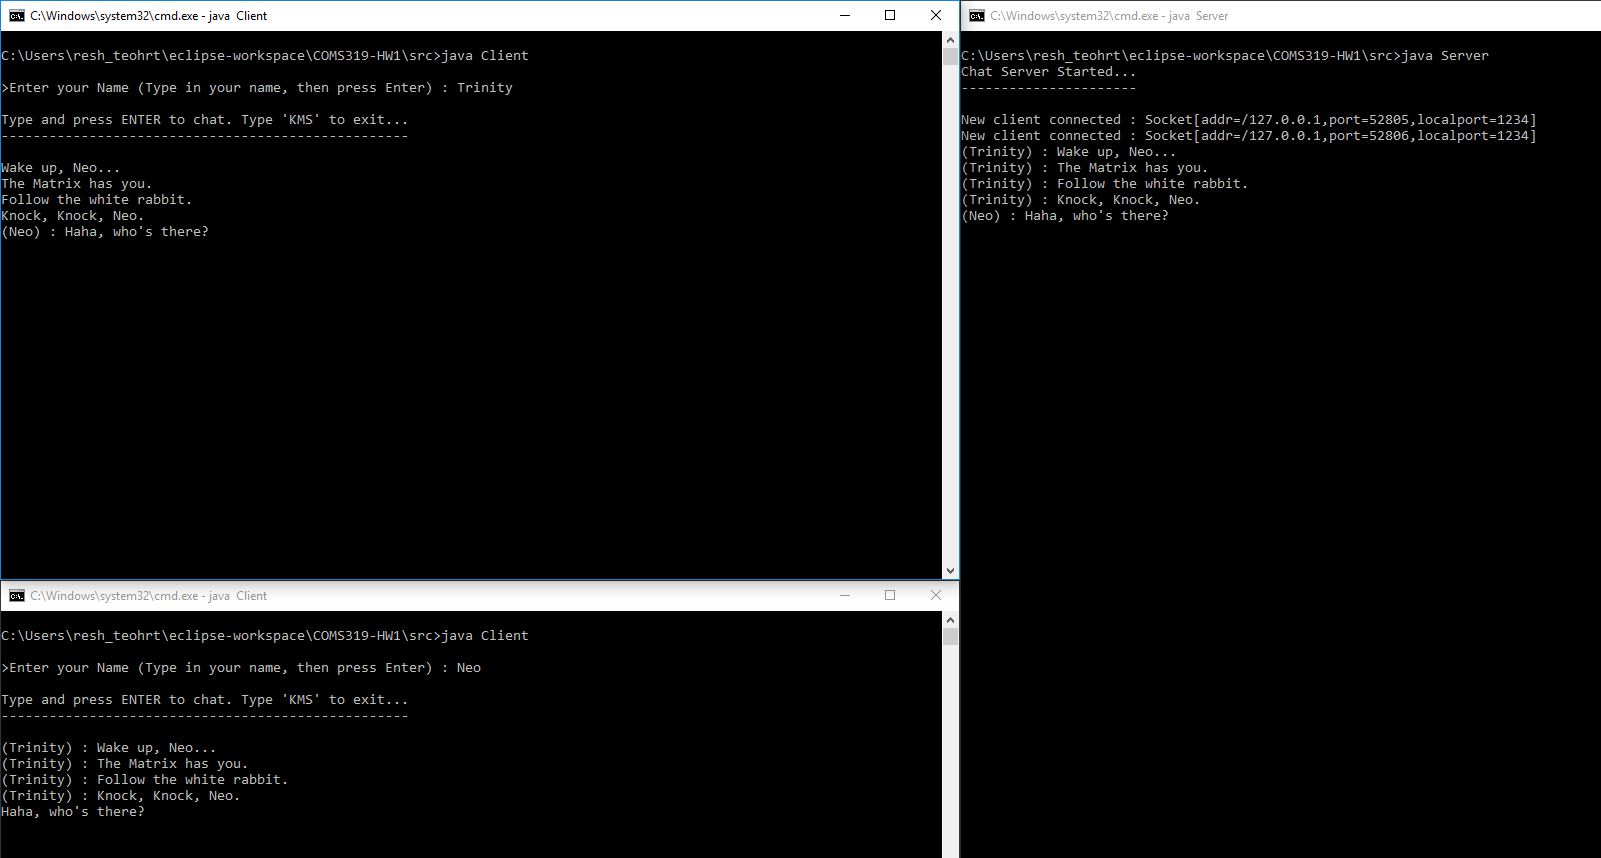 C:\Windows\system32\cmd.exe - java  Client
C:\Users\resh_teohrt\eclipse-workspace\COMS319-HW1\src>java Client
>Enter your Name (Type in your name, then press Enter) : Trinity
Type and press ENTER to chat. Type 'KMS' to exit...
---------------------------------------------------
Wake up, Neo...
The Matrix has you.
Follow the white rabbit.
Knock, Knock, Neo.
(Neo) : Haha, who's there?
C:\Windows\system32\cmd.exe - java  Server
C:\Users\resh_teohrt\eclipse-workspace\COMS319-HW1\src>java Server
Chat Server Started...
----------------------
New client connected : Socket[addr=/127.0.0.1,port=52805,localport=1234]
New client connected : Socket[addr=/127.0.0.1,port=52806,localport=1234]
(Trinity) : Wake up, Neo...
(Trinity) : The Matrix has you.
(Trinity) : Follow the white rabbit.
(Trinity) : Knock, Knock, Neo.
(Neo) : Haha, who's there?
C:\Windows\system32\cmd.exe - java  Client
C:\Users\resh_teohrt\eclipse-workspace\COMS319-HW1\src>java Client
>Enter your Name (Type in your name, then press Enter) : Neo
Type and press ENTER to chat. Type 'KMS' to exit...
---------------------------------------------------
(Trinity) : Wake up, Neo...
(Trinity) : The Matrix has you.
(Trinity) : Follow the white rabbit.
(Trinity) : Knock, Knock, Neo.
Haha, who's there?